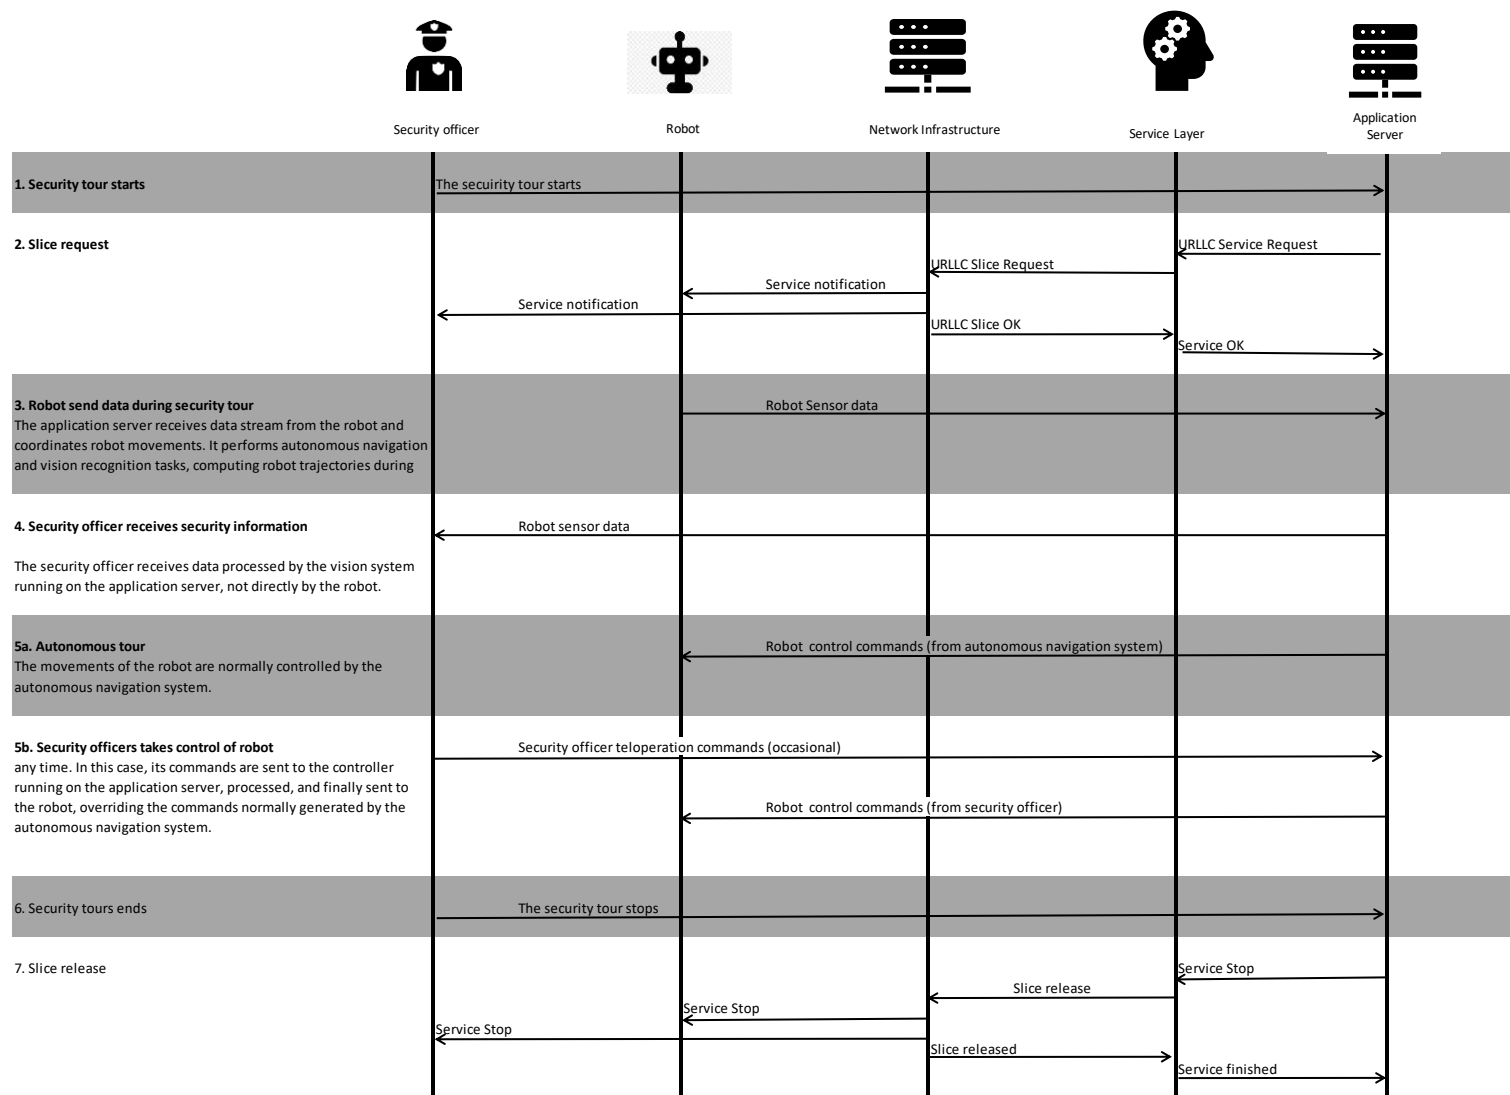 Security officer
Robot
Network Infrastructure
Service Layer
Application
Server
1. Security tour starts
The secuirity tour starts
2. Slice request
URLLC Service Request
URLLC Slice Request
Service notification
Service notification
URLLC Slice OK
Service OK
3. Robot send data during security tour
Robot Sensor data
The application server receives data stream from the robot and
coordinates robot movements. It performs autonomous navigation
and vision recognition tasks, computing robot trajectories during
4. Security officer receives security information
Robot sensor data
The security officer receives data processed by the vision system
running on the application server, not directly by the robot.
5a. Autonomous tour
Robot control commands (from autonomous navigation system)
The movements of the robot are normally controlled by the
autonomous navigation system.
5b. Security officers takes control of robot
Security officer teloperation commands (occasional)
any time. In this case, its commands are sent to the controller
running on the application server, processed, and finally sent to
the robot, overriding the commands normally generated by the
autonomous navigation system.
Robot control commands (from security officer)
6. Security tours ends
The security tour stops
7. Slice release
Service Stop
Slice release
Service Stop
Service Stop
Slice released
Service finished